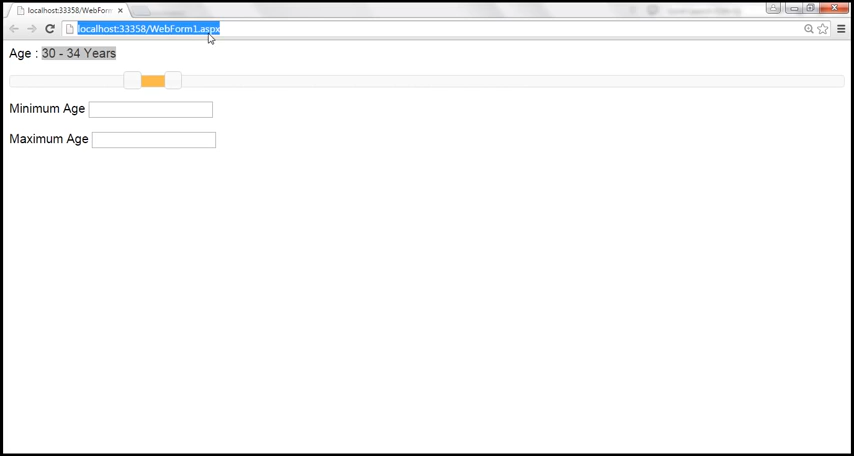 localhost:33358/WebForm
localhost:33358/WebForm1.aspx
Age : 30 - 34 Years
Minimum Age
Maximum Age